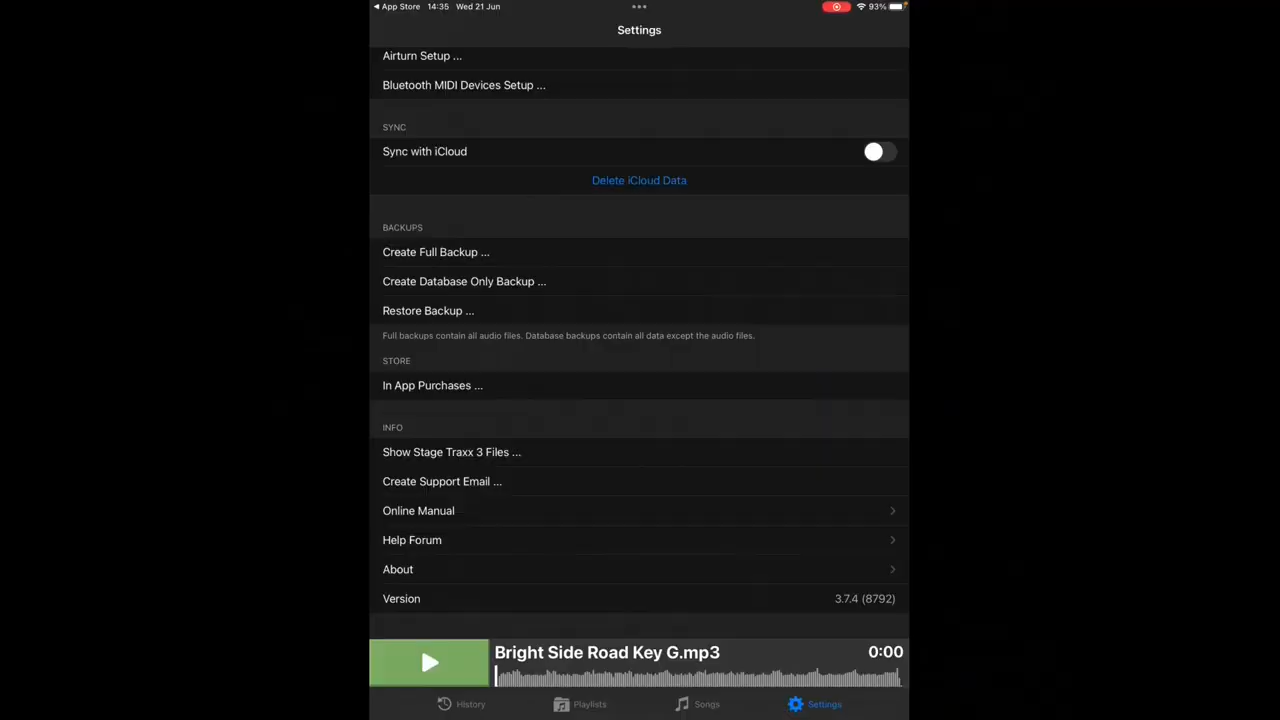 ◀ App Store 14:35 Wed 21 Jun ••• 93%
Settings
Airturn Setup ...
Bluetooth MIDI Devices Setup ...
SYNC
Sync with iCloud
Delete iCloud Data
BACKUPS
Create Full Backup ...
Create Database Only Backup ...
Restore Backup ...
Full backups contain all audio files. Database backups contain all data except the audio files.
STORE
In App Purchases ...
INFO
Show Stage Traxx 3 Files ...
Create Support Email ...
Online Manual
Help Forum
About
Version 3.7.4 (8792)
Bright Side Road Key G.mp3 0:00
History Playlists Songs Settings